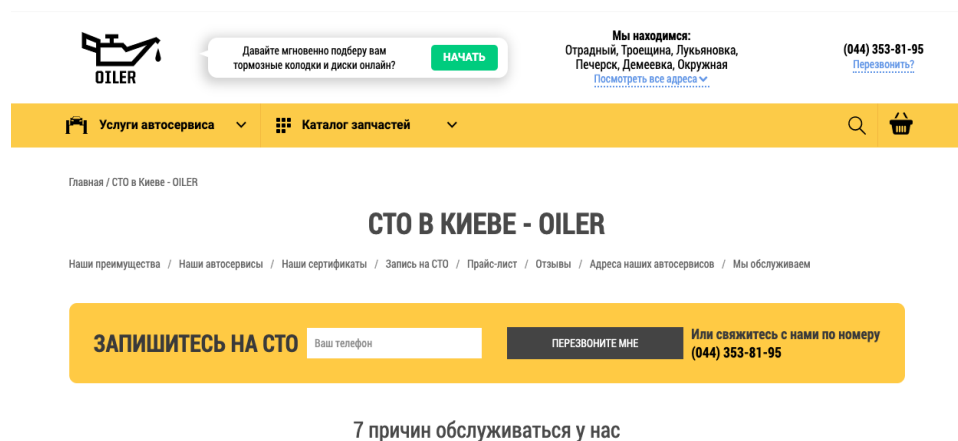 OILER
Давайте мгновенно подберу вам
тормозные колодки и диски онлайн?
НАЧАТЬ
Мы находимся:
Отрадный, Троещина, Лукьяновка,
Печерск, Демеевка, Окружная
Посмотреть все адреса
(044) 353-81-95
Перезвонить?
Услуги автосервиса
Каталог запчастей
Главная / СТО в Киеве - OILER
СТО В КИЕВЕ - OILER
Наши преимущества / Наши автосервисы / Наши сертификаты / Запись на СТО / Прайс-лист / Отзывы / Адреса наших автосервисов / Мы обслуживаем
ЗАПИШИТЕСЬ НА СТО
Ваш телефон
ПЕРЕЗВОНИТЕ МНЕ
Или свяжитесь с нами по номеру
(044) 353-81-95
7 причин обслуживаться у нас